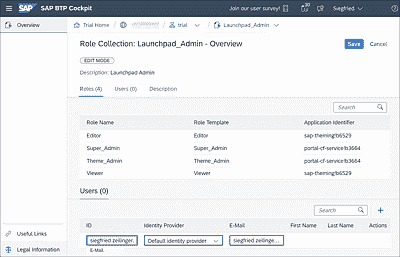 SAP SAP BTP Cockpit Join our user survey! Siegfried
Overview
Trial Home / / trial / Launchpad_Admin
Role Collection: Launchpad_Admin - Overview
Save Cancel
EDIT MODE
Description: Launchpad Admin
Roles (4) Users (0) Description
Search
Role Name Role Template Application Identifier
Editor Editor sap-theming!b6529
Super_Admin Super_Admin portal-cf-service!b3664
Theme_Admin Theme_Admin portal-cf-service!b3664
Viewer Viewer sap-theming!b6529
Users (0)
Search +
ID Identity Provider E-Mail First Name Last Name Actions
siegfried zeilinger. Default identity provider siegfried zeilinge...
E-Mail
Useful Links
Legal Information